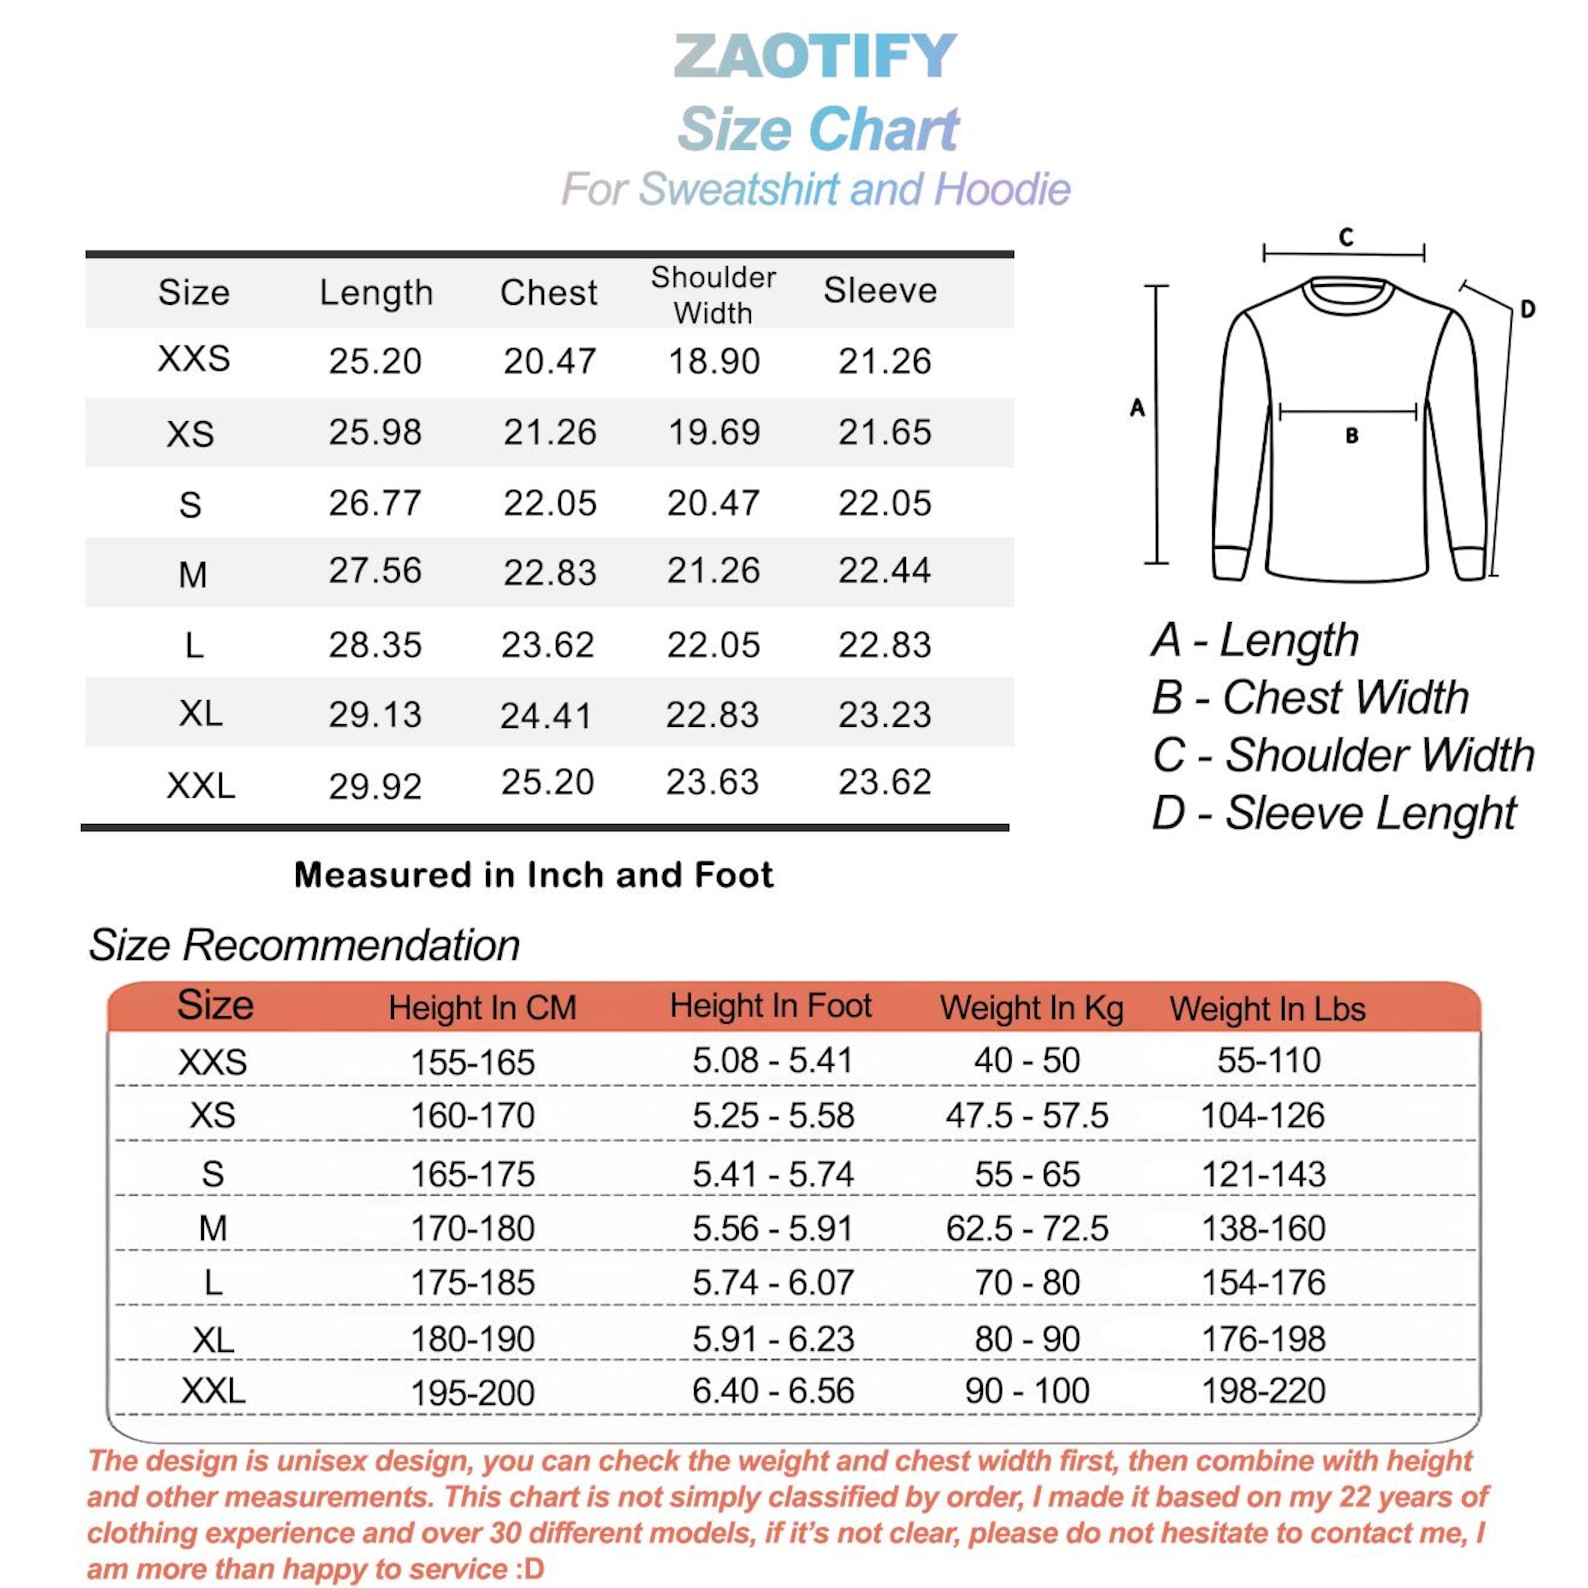 ZAOTIFY
Size Chart
For Sweatshirt and Hoodie
Size Length Chest Shoulder Width Sleeve
XXS 25.20 20.47 18.90 21.26
XS 25.98 21.26 19.69 21.65
S 26.77 22.05 20.47 22.05
M 27.56 22.83 21.26 22.44
L 28.35 23.62 22.05 22.83
XL 29.13 24.41 22.83 23.23
XXL 29.92 25.20 23.63 23.62
Measured in Inch and Foot
C
D
A
B
A - Length
B - Chest Width
C - Shoulder Width
D - Sleeve Lenght
Size Recommendation
Size Height In CM Height In Foot Weight In Kg Weight In Lbs
XXS 155-165 5.08 - 5.41 40 - 50 55-110
XS 160-170 5.25 - 5.58 47.5 - 57.5 104-126
S 165-175 5.41 - 5.74 55 - 65 121-143
M 170-180 5.56 - 5.91 62.5 - 72.5 138-160
L 175-185 5.74 - 6.07 70 - 80 154-176
XL 180-190 5.91 - 6.23 80 - 90 176-198
XXL 195-200 6.40 - 6.56 90 - 100 198-220
The design is unisex design, you can check the weight and chest width first, then combine with height
and other measurements. This chart is not simply classified by order, I made it based on my 22 years of
clothing experience and over 30 different models, if it's not clear, please do not hesitate to contact me, I
am more than happy to service :D